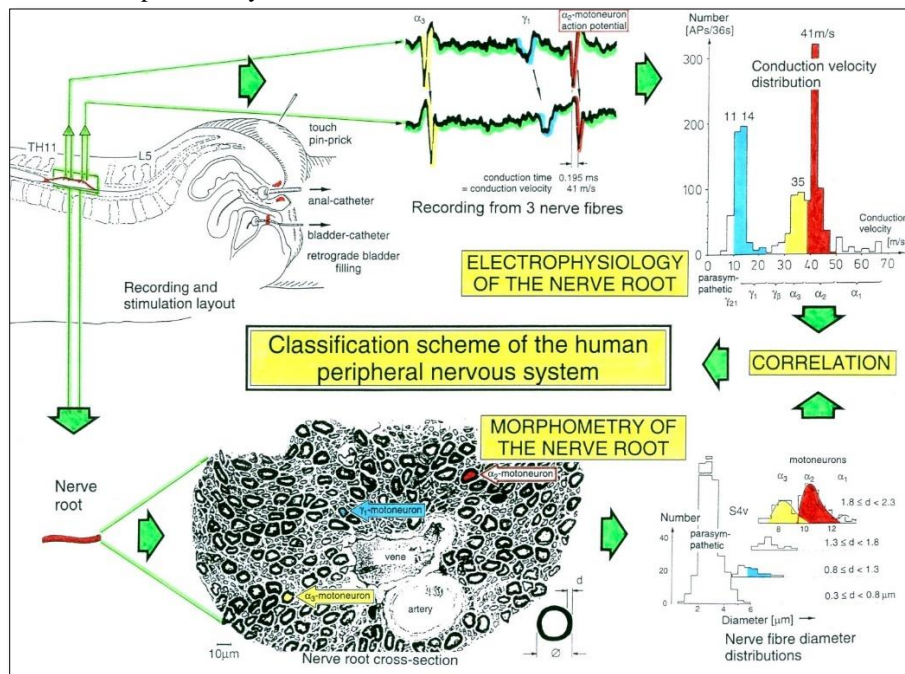 α₃
γ₁
α₂-motoneuron
action potential
Number
[APs/36s]
41m/s
300
200
100
0
Conduction velocity
distribution
11 14
35
Conduction
velocity
[m/s]
0 10 20 30 40 50 60 70
parasym-
pathetic
γ₂₁
γ₁
γᵦ
α₃
α₂
α₁
TH11
L5
touch
pin-prick
anal-catheter
bladder-catheter
retrograde bladder
filling
Recording and
stimulation layout
conduction time
= conduction velocity
0.195 ms
41 m/s
Recording from 3 nerve fibres
ELECTROPHYSIOLOGY
OF THE NERVE ROOT
Classification scheme of the human
peripheral nervous system
CORRELATION
MORPHOMETRY
OF THE NERVE ROOT
Nerve
root
α₂-motoneuron
γ₁-motoneuron
α₃-motoneuron
vene
artery
d
Ø
10μm
Nerve root cross-section
motoneurons
α₃
α₂
α₁
S4v
1.8 ≤ d < 2.3
8 10 12
Number
parasym-
pathetic
40
20
0
1.3 ≤ d < 1.8
0.8 ≤ d < 1.3
0.3 ≤ d < 0.8 μm
2 4 6
Diameter [μm]
Nerve fibre diameter
distributions